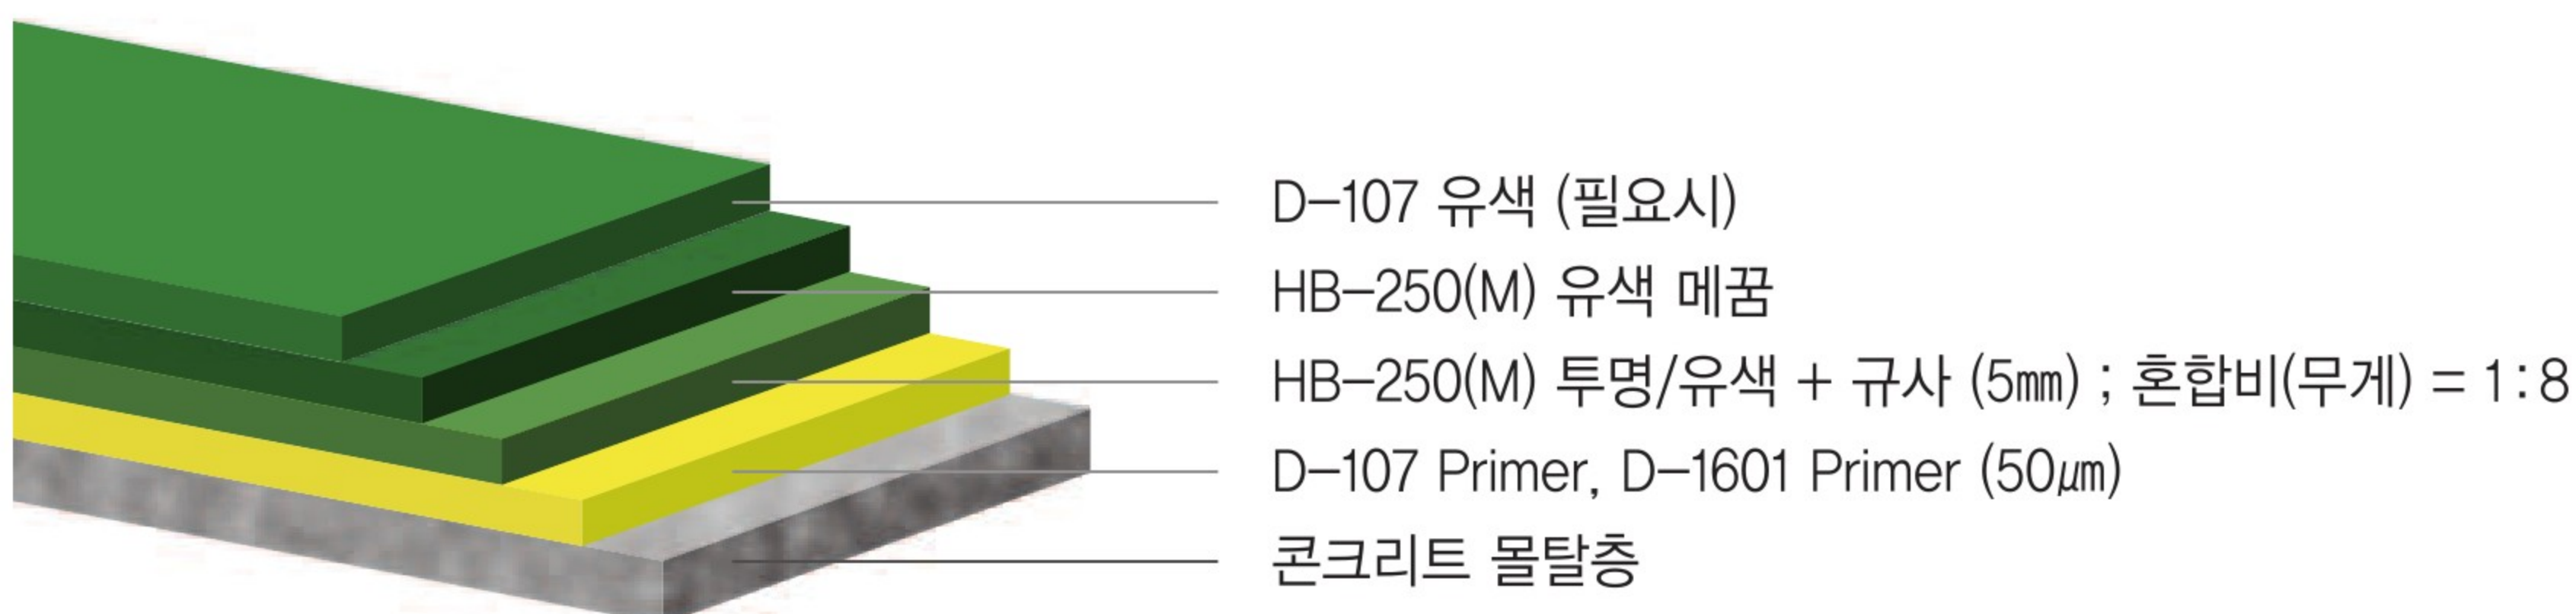 D-107 유색 (필요시)
HB-250(M) 유색 메꿈
HB-250(M) 투명/유색 + 규사 (5㎜) ; 혼합비(무게) = 1:8
D-107 Primer, D-1601 Primer (50㎛)
콘크리트 몰탈층